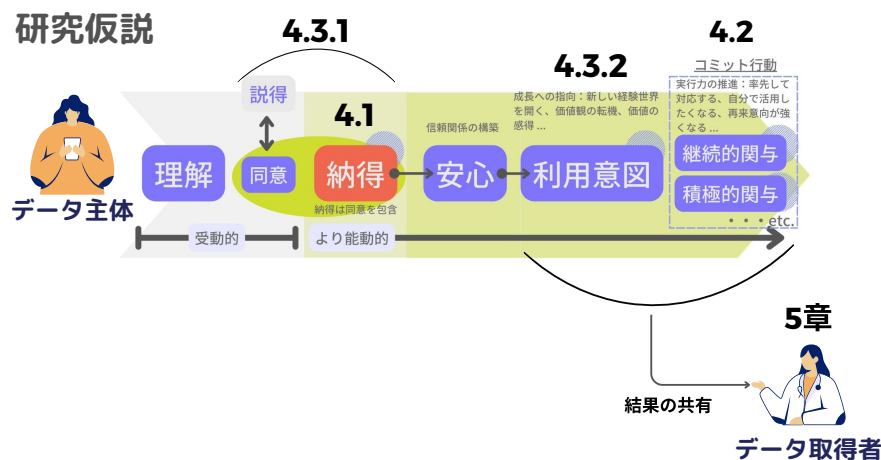 研究仮説
4.3.1
4.3.2
4.2
コミット行動
実行力の推進：率先して
対応する、自分で活用し
たくなる、再来意向が強
くなる ...
成長への指向：新しい経験世界
を開く、価値観の転機、価値の
感得 ...
説得
4.1
信頼関係の構築
理解
同意
納得
安心
利用意図
継続的関与
積極的関与
・・・etc.
納得は同意を包含
データ主体
受動的
より能動的
5章
結果の共有
データ取得者